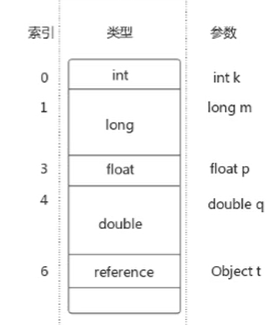 索引 类型 参数
0 int int k
1 long long m
3 float float p
4 double double q
6 reference Object t